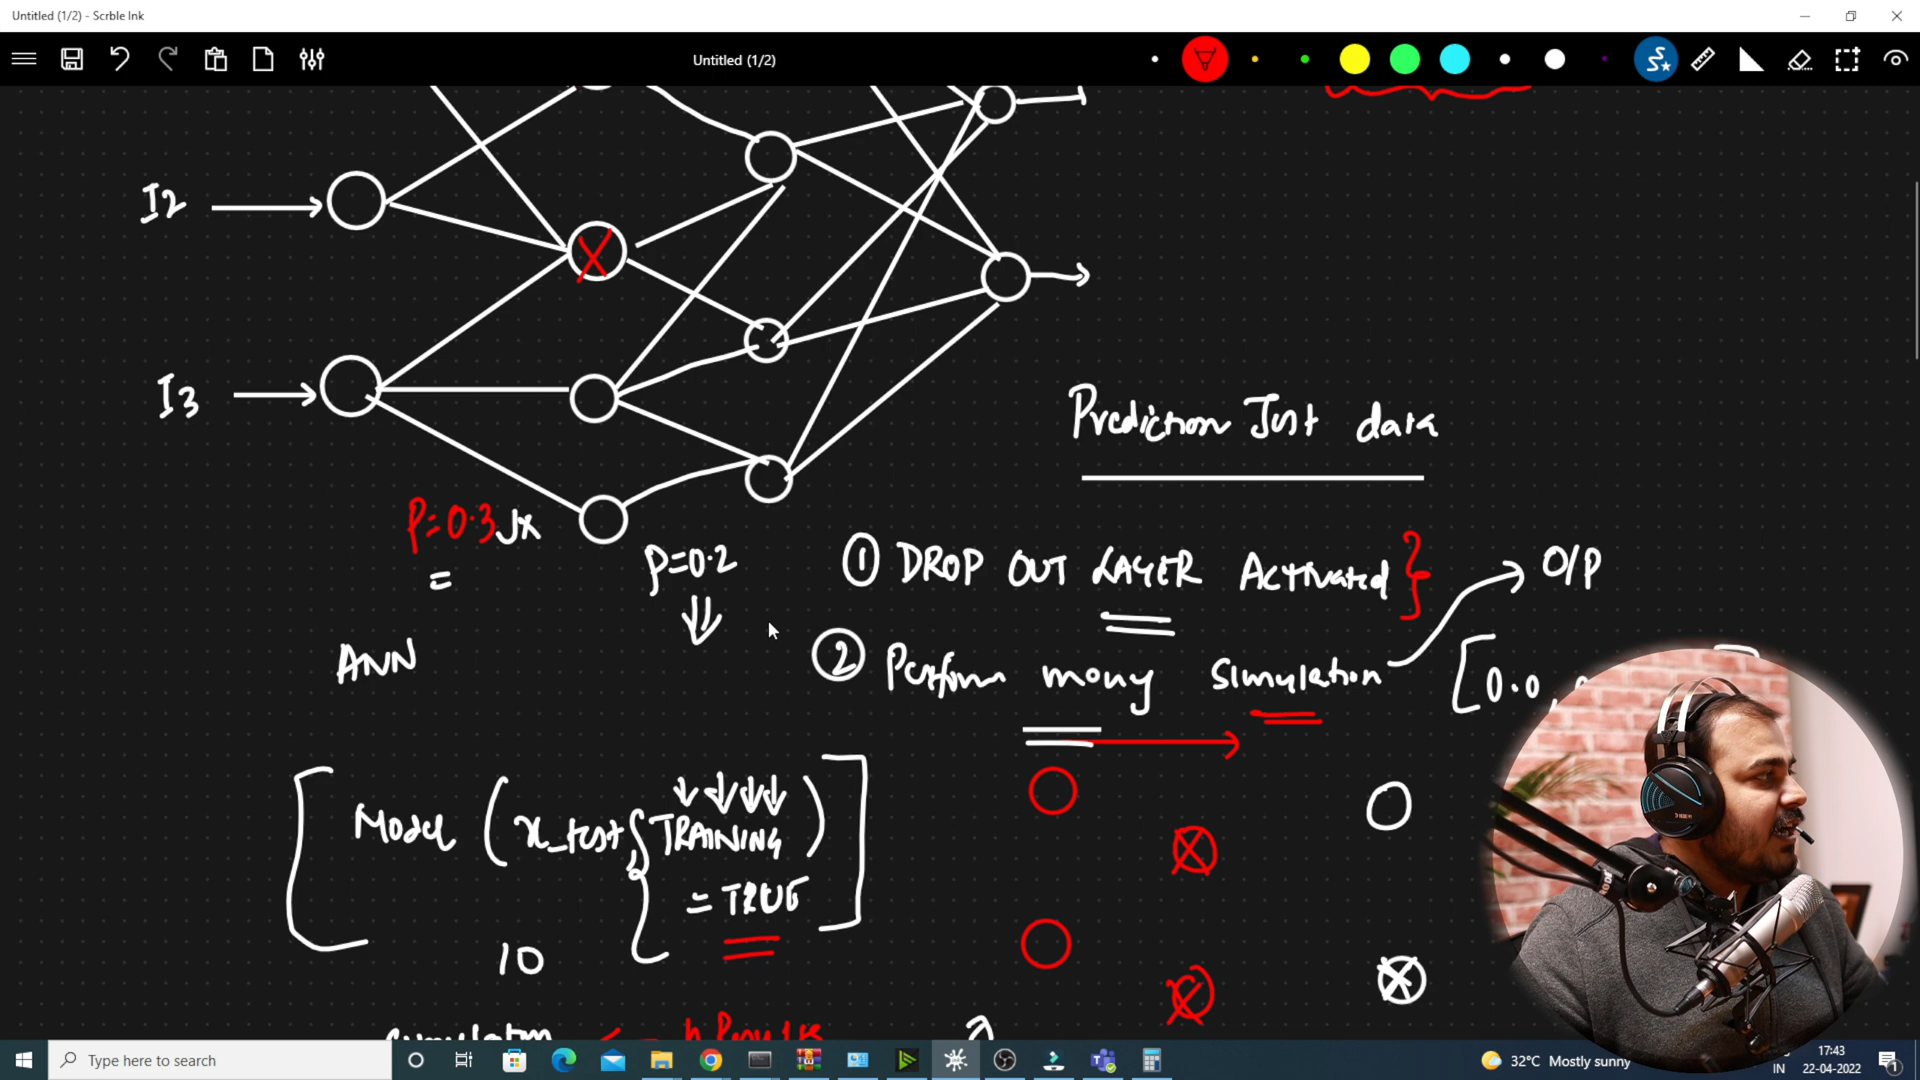 Untitled (1/2) - Scrble Ink
Untitled (1/2)
I2
I3
Prediction Test data
P=0.3
=
P=0.2
① DROP OUT LAYER Activated
O/P
ANN
② Perform many Simulation
[0.0,
Model (x_test, TRAINING)
= TRUE
10
simulation
Type here to search
32°C Mostly sunny
17:43
IN
22-04-2022
1